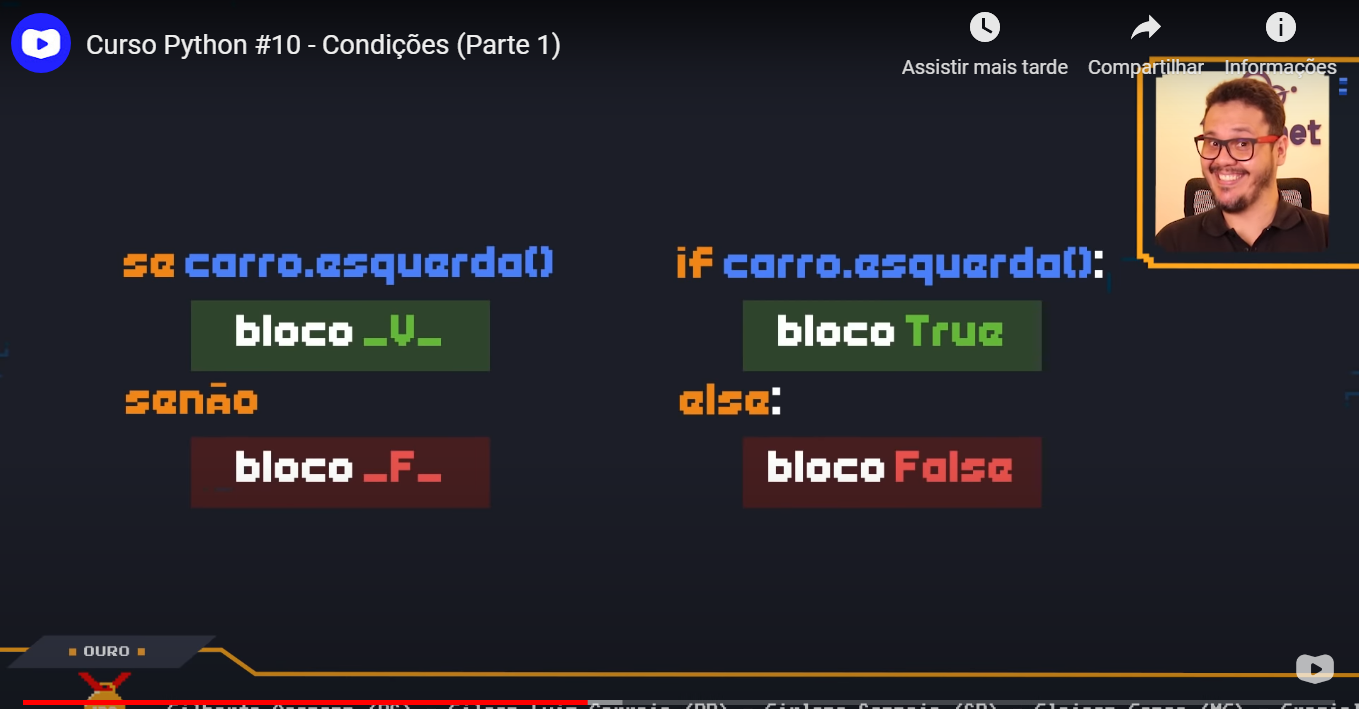 Curso Python #10 - Condições (Parte 1)
Assistir mais tarde
Compartilhar
Informações
se carro.esquerda()
bloco _V_
senão
bloco _F_
if carro.esquerda():
bloco True
else:
bloco False
OURO